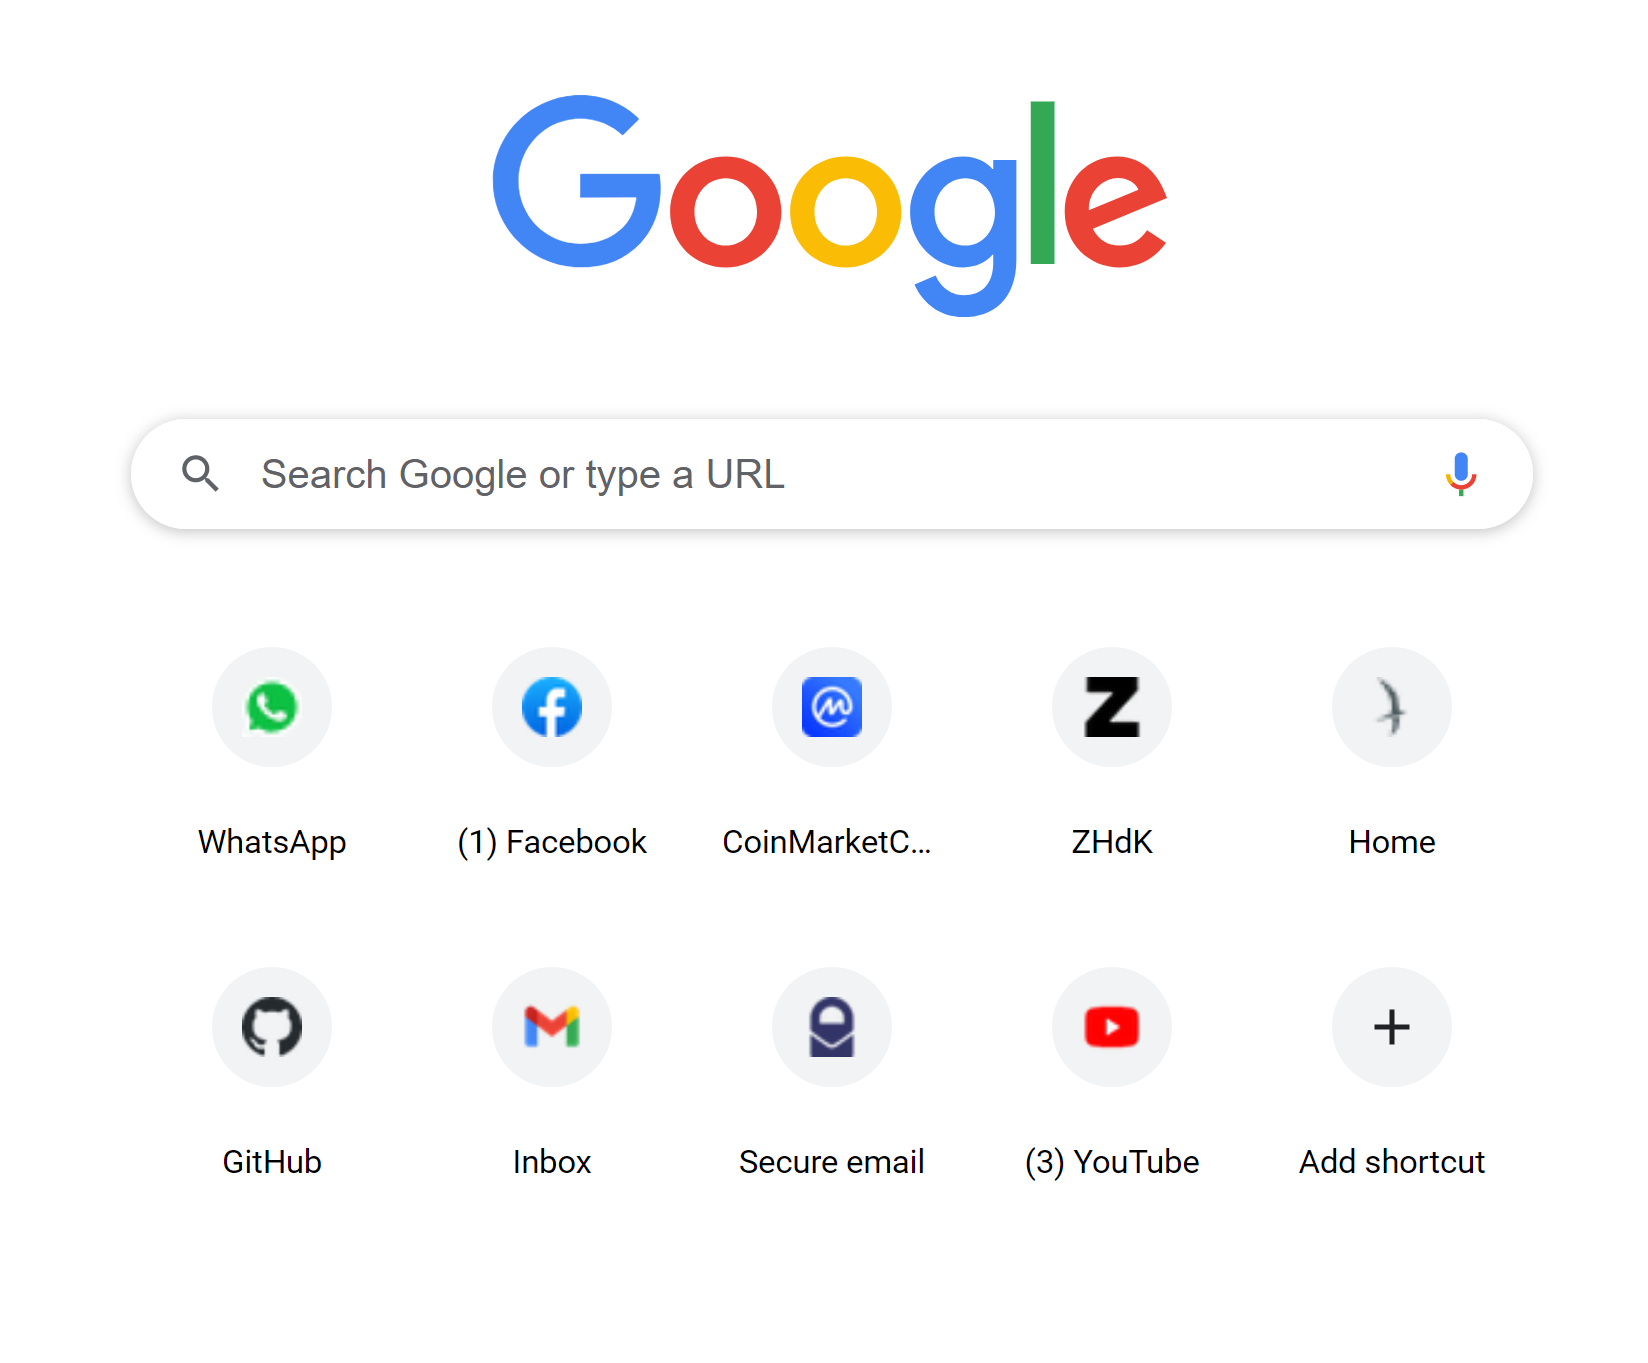 Google
Search Google or type a URL
WhatsApp
(1) Facebook
CoinMarketC...
ZHdK
Home
GitHub
Inbox
Secure email
(3) YouTube
Add shortcut